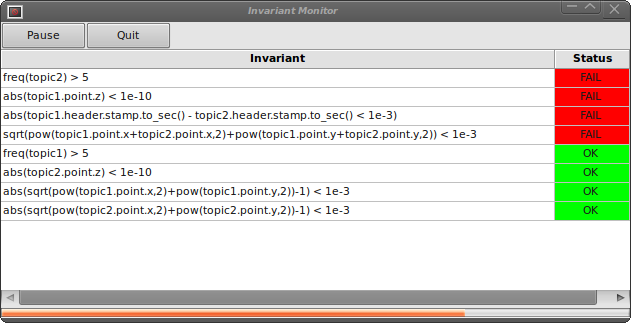 Invariant Monitor
Pause Quit
Invariant Status
freq(topic2) > 5 FAIL
abs(topic1.point.z) < 1e-10 FAIL
abs(topic1.header.stamp.to_sec() - topic2.header.stamp.to_sec() < 1e-3) FAIL
sqrt(pow(topic1.point.x+topic2.point.x,2)+pow(topic1.point.y+topic2.point.y,2)) < 1e-3 FAIL
freq(topic1) > 5 OK
abs(topic2.point.z) < 1e-10 OK
abs(sqrt(pow(topic1.point.x,2)+pow(topic1.point.y,2))-1) < 1e-3 OK
abs(sqrt(pow(topic2.point.x,2)+pow(topic2.point.y,2))-1) < 1e-3 OK